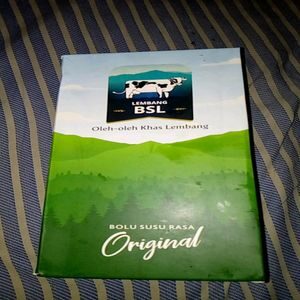 LEMBANG
BSL
Oleh-oleh Khas Lembang
BOLU SUSU RASA
Original